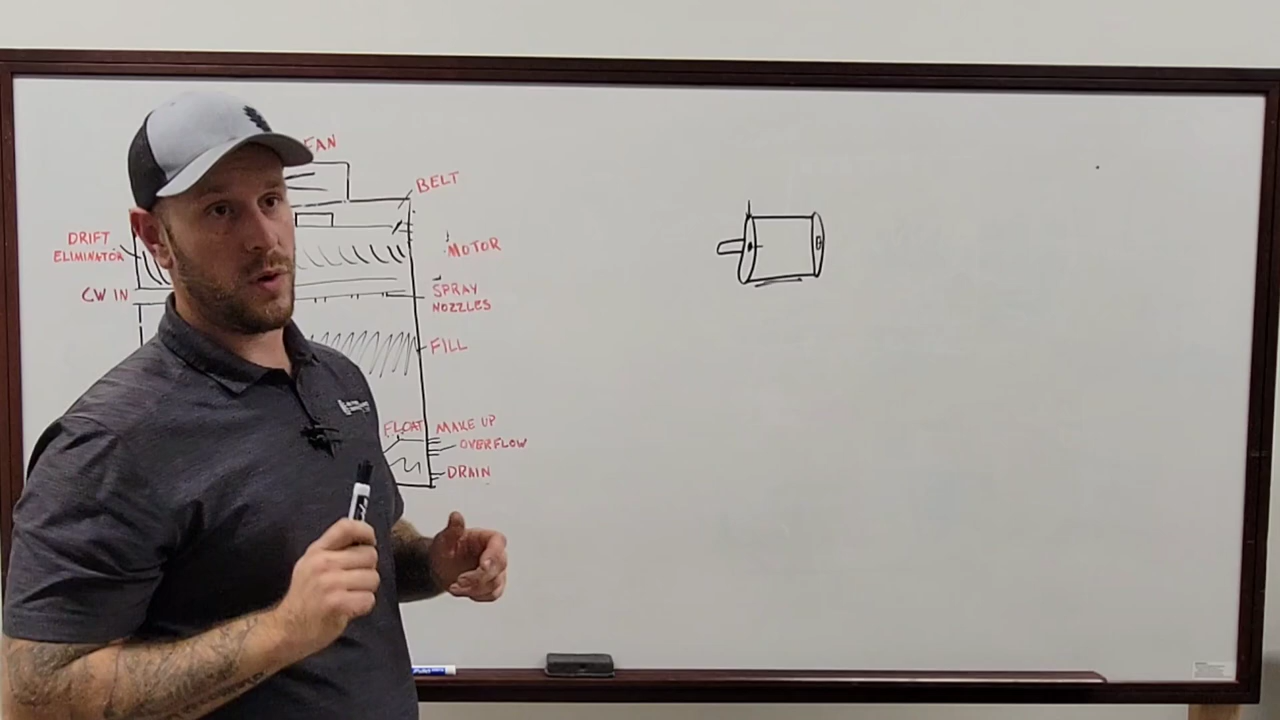 FAN
BELT
DRIFT
ELIMINATOR
MOTOR
CW IN
SPRAY
NOZZLES
FILL
FLOAT
MAKE UP
OVERFLOW
DRAIN